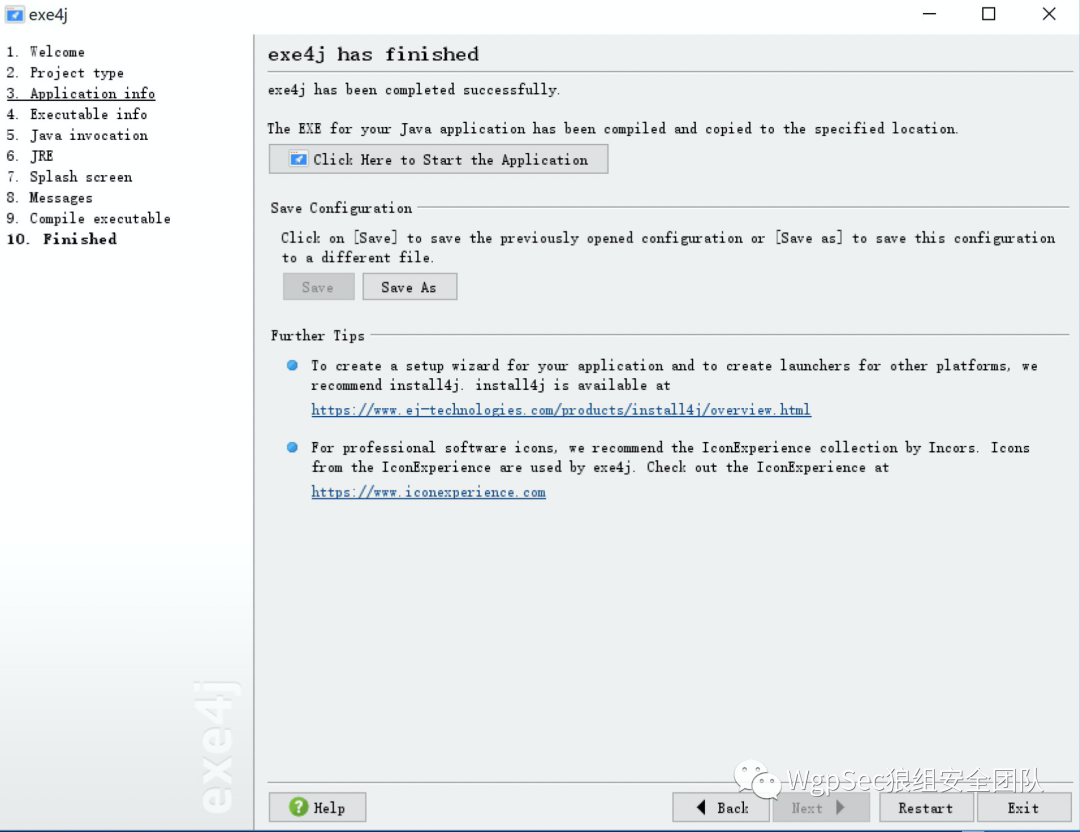 exe4j
1. Welcome
2. Project type
3. Application info
4. Executable info
5. Java invocation
6. JRE
7. Splash screen
8. Messages
9. Compile executable
10. Finished
exe4j
exe4j has finished
exe4j has been completed successfully.
The EXE for your Java application has been compiled and copied to the specified location.
Click Here to Start the Application
Save Configuration
Click on [Save] to save the previously opened configuration or [Save as] to save this configuration
to a different file.
Save Save As
Further Tips
To create a setup wizard for your application and to create launchers for other platforms, we
recommend install4j. install4j is available at
https://www.ej-technologies.com/products/install4j/overview.html
For professional software icons, we recommend the IconExperience collection by Incors. Icons
from the IconExperience are used by exe4j. Check out the IconExperience at
https://www.iconexperience.com
WgpSec狼组安全团队
Help Back Next Restart Exit